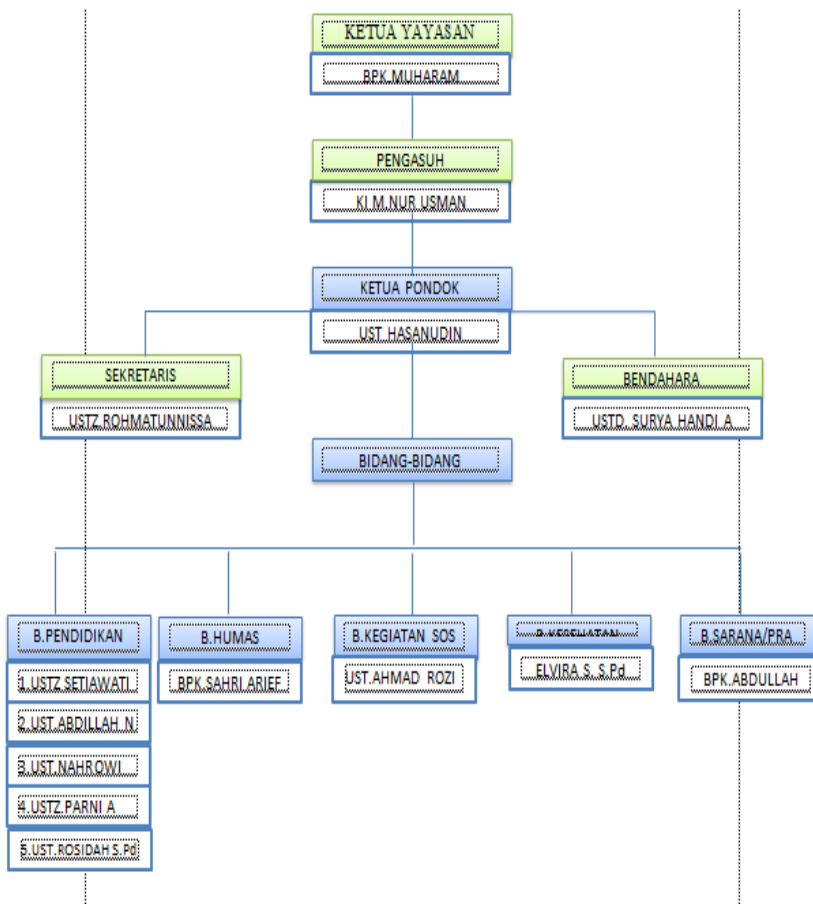 KETUA YAYASAN
BPK.MUHARAM
PENGASUH
KI M.NUR USMAN
KETUA PONDOK
UST HASANUDIN
SEKRETARIS
USTZ.ROHMATUNNISSA
BENDAHARA
USTD. SURYA HANDI A
BIDANG-BIDANG
B.PENDIDIKAN
1.USTZ.SETIAWATI
2.UST.ABDILLAH N
3.UST.NAHROWI
4.USTZ.PARNI A
5.UST.ROSIDAH S.Pd
B.HUMAS
BPK.SAHRI ARIEF
B.KEGIATAN SOS
UST.AHMAD ROZI
B.KESEHATAN
ELVIRA S. S.Pd
B.SARANA/PRA
BPK.ABDULLAH